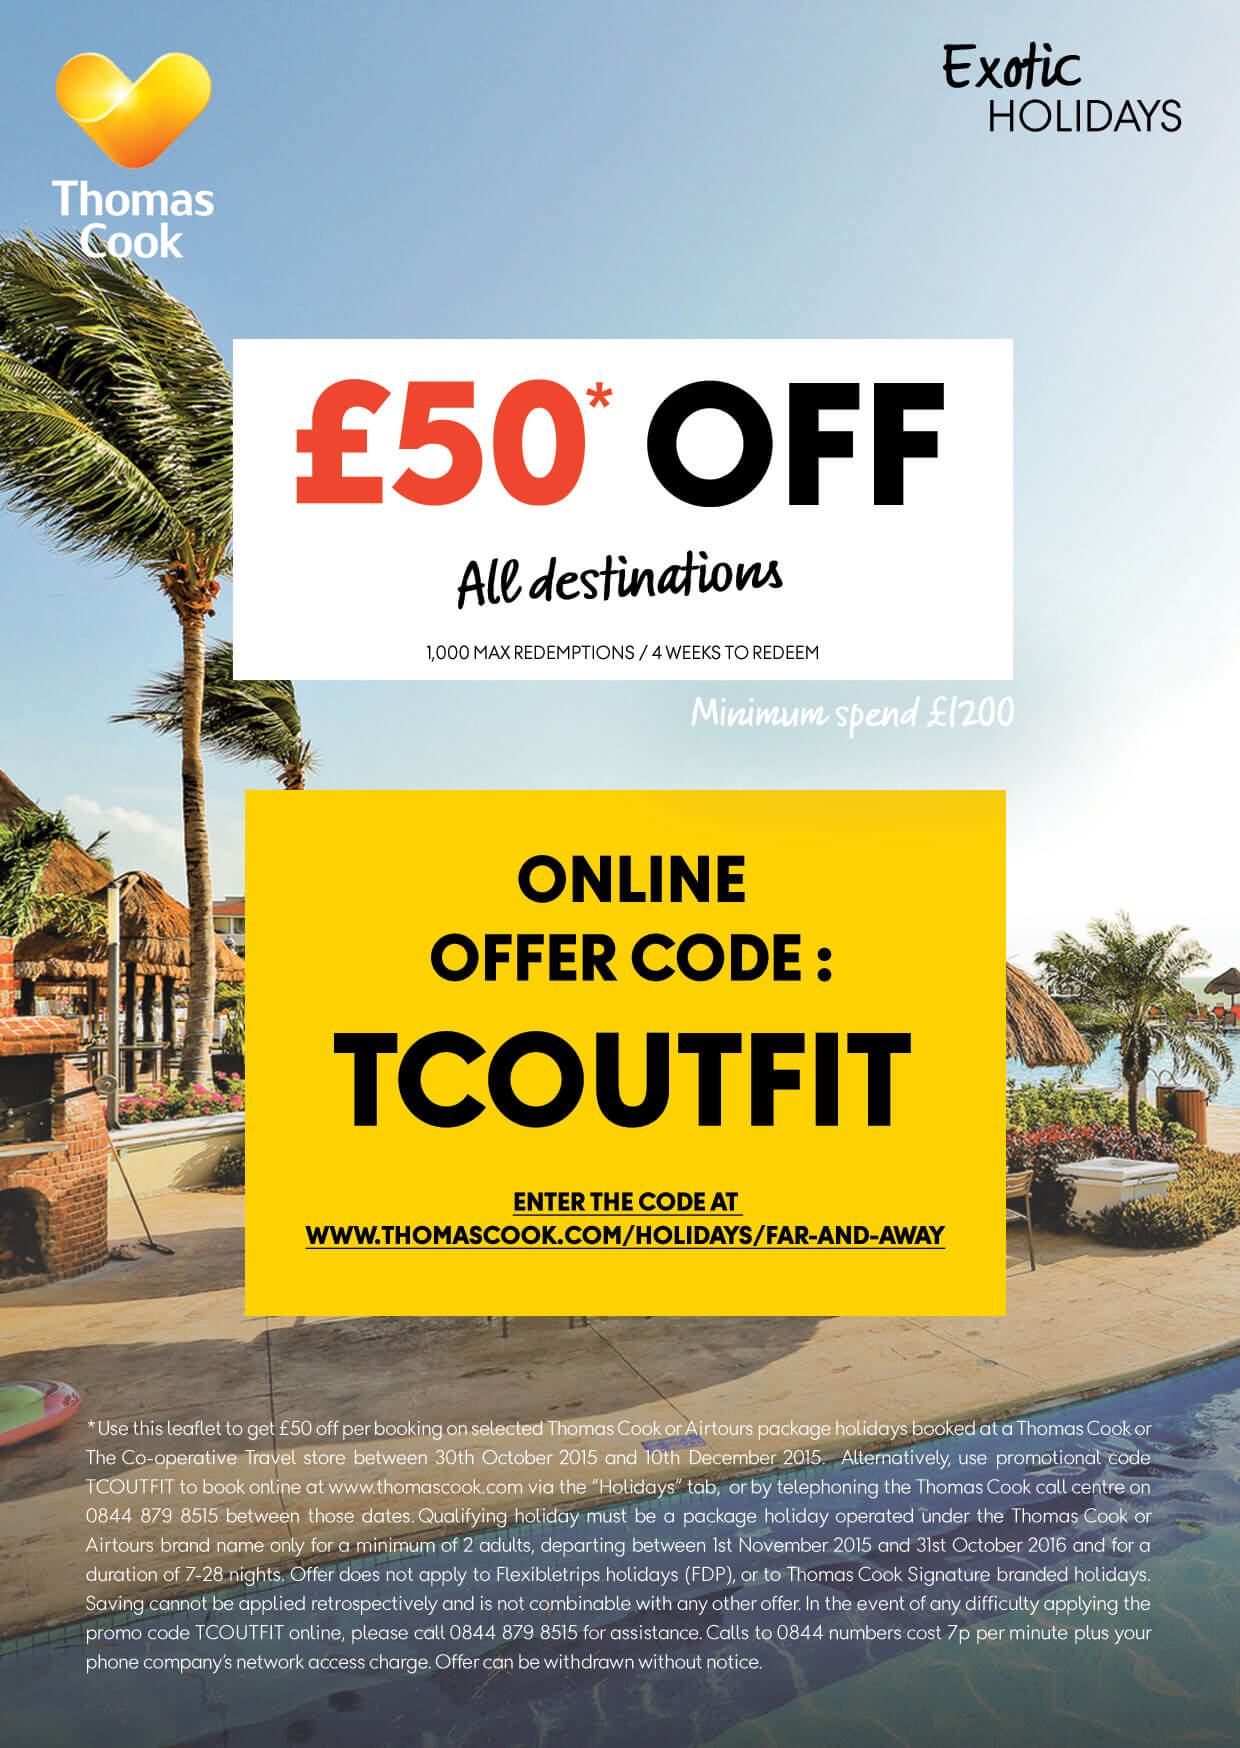 Thomas
Cook
Exotic
HOLIDAYS
£50* OFF
All destinations
1,000 MAX REDEMPTIONS / 4 WEEKS TO REDEEM
Minimum spend £1200
ONLINE
OFFER CODE :
TCOUTFIT
ENTER THE CODE AT
WWW.THOMASCOOK.COM/HOLIDAYS/FAR-AND-AWAY
*Use this leaflet to get £50 off per booking on selected Thomas Cook or Airtours package holidays booked at a Thomas Cook or
The Co-operative Travel store between 30th October 2015 and 10th December 2015. Alternatively, use promotional code
TCOUTFIT to book online at www.thomascook.com via the “Holidays” tab, or by telephoning the Thomas Cook call centre on
0844 879 8515 between those dates. Qualifying holiday must be a package holiday operated under the Thomas Cook or
Airtours brand name only for a minimum of 2 adults, departing between 1st November 2015 and 31st October 2016 and for a
duration of 7-28 nights. Offer does not apply to Flexibletrips holidays (FDP), or to Thomas Cook Signature branded holidays.
Saving cannot be applied retrospectively and is not combinable with any other offer. In the event of any difficulty applying the
promo code TCOUTFIT online, please call 0844 879 8515 for assistance. Calls to 0844 numbers cost 7p per minute plus your
phone company’s network access charge. Offer can be withdrawn without notice.